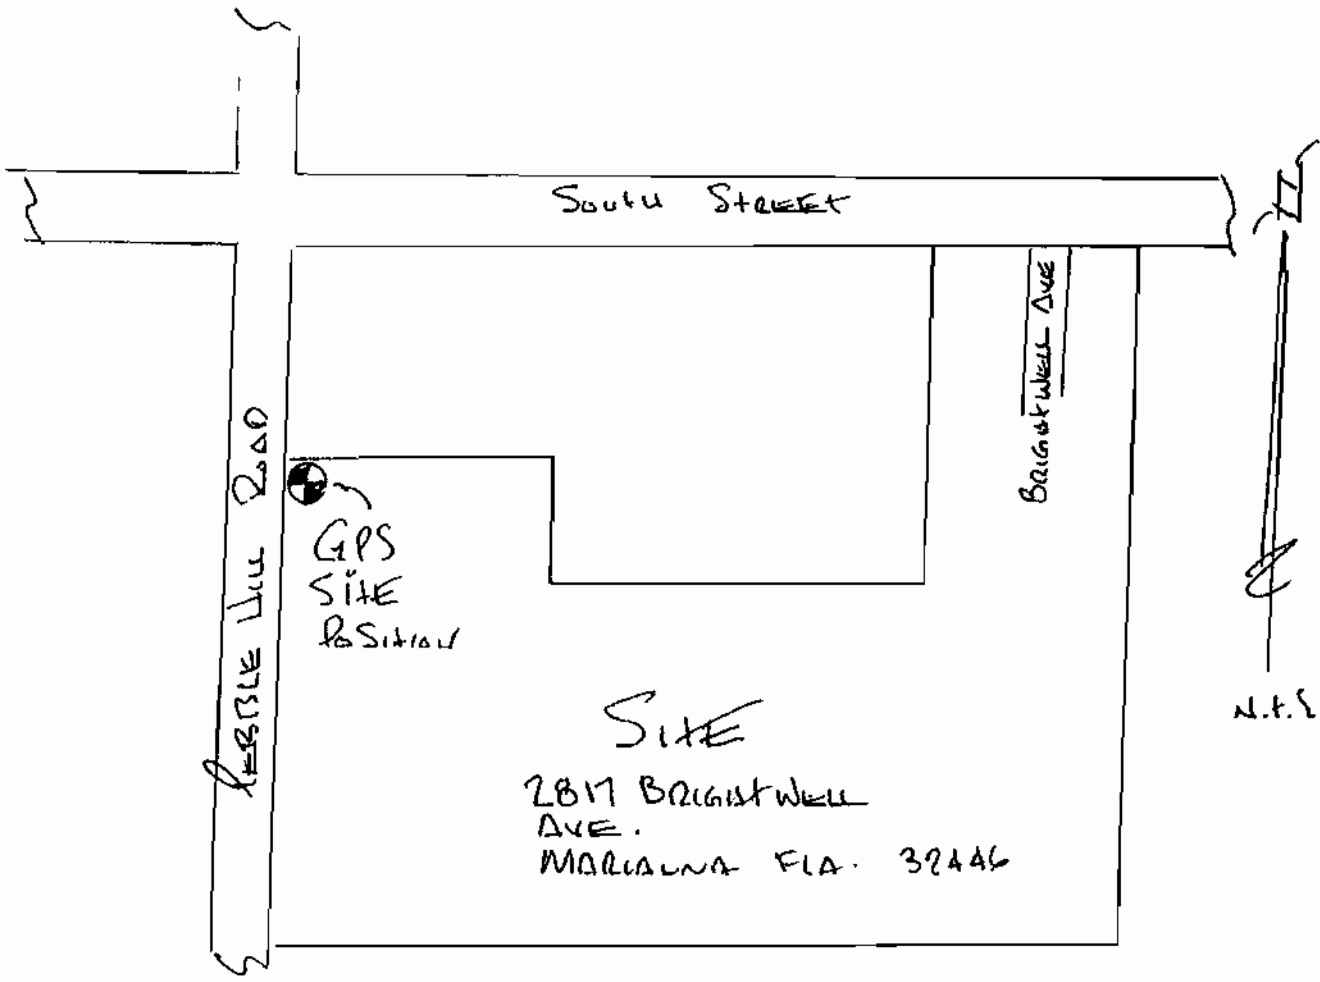 South Street
Brightwell Ave
Pebble Hill Road
GPS
Site
Position
Site
2817 Brightwell
Ave.
Marianna Fla. 32446
N.T.S